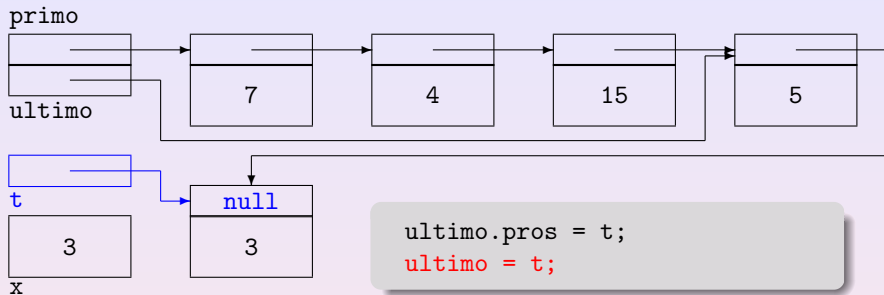 primo
7
4
15
5
ultimo
t
null
3
3
x
ultimo.pros = t;
ultimo = t;